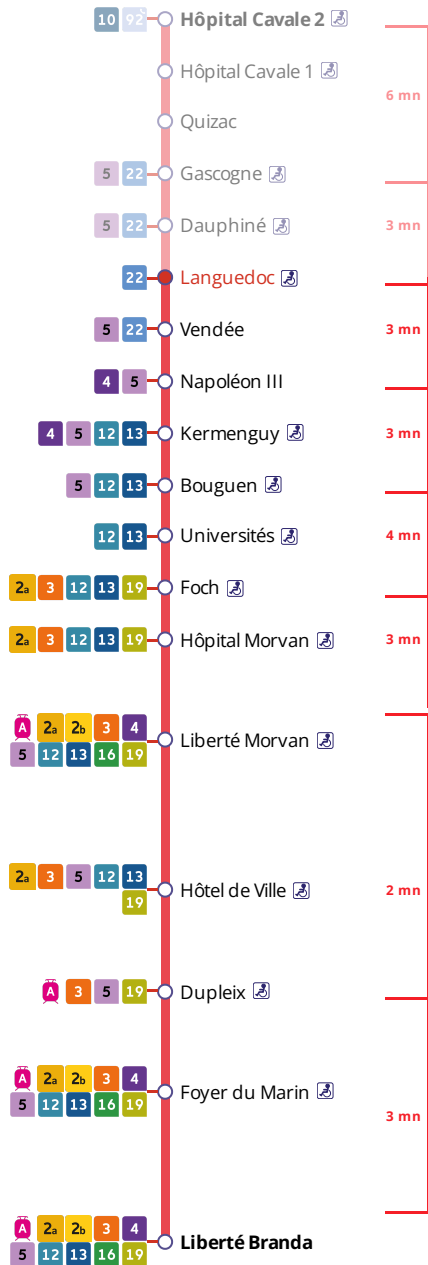 10 92 Hôpital Cavale 2
Hôpital Cavale 1
6 mn
Quizac
5 22 Gascogne
5 22 Dauphiné 3 mn
22 Languedoc
5 22 Vendée 3 mn
4 5 Napoléon III
4 5 12 13 Kermenguy 3 mn
5 12 13 Bouguen
12 13 Universités 4 mn
2a 3 12 13 19 Foch
2a 3 12 13 19 Hôpital Morvan 3 mn
A 2a 2b 3 4
5 12 13 16 19 Liberté Morvan
2a 3 5 12 13
19 Hôtel de Ville 2 mn
A 3 5 19 Dupleix
A 2a 2b 3 4
5 12 13 16 19 Foyer du Marin
3 mn
A 2a 2b 3 4
5 12 13 16 19 Liberté Branda